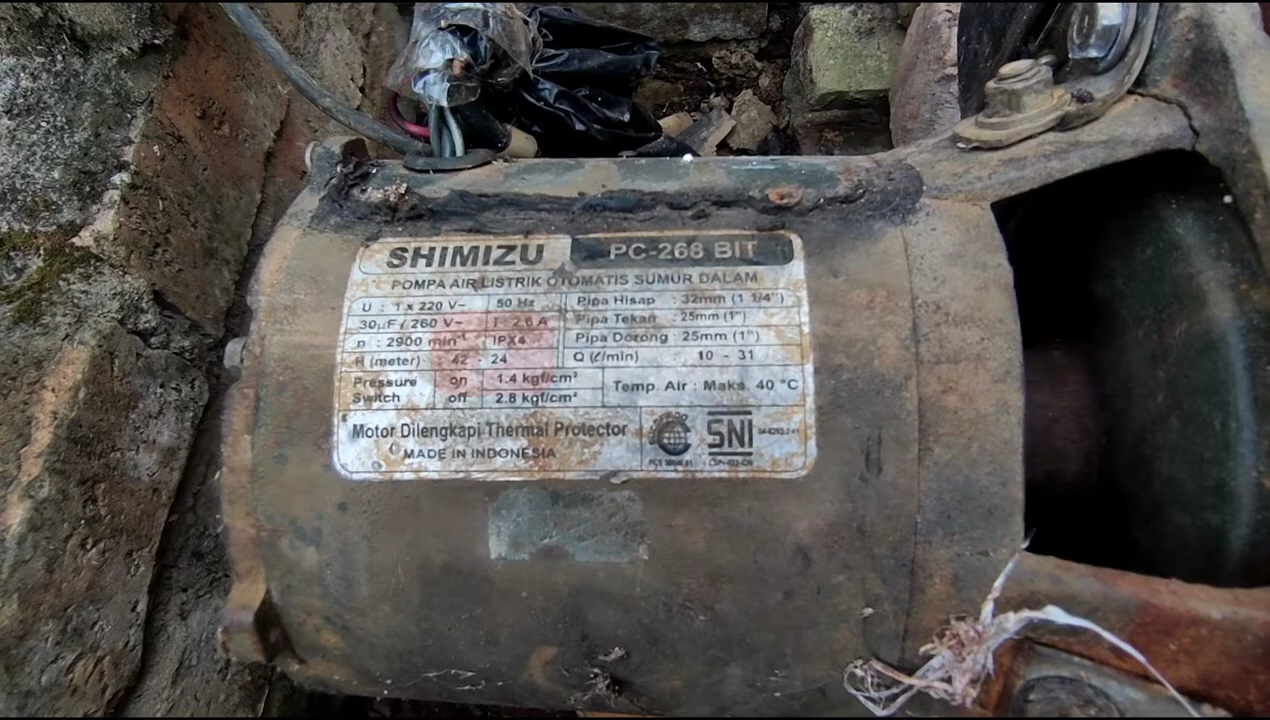 SHIMIZU PC-268 BIT
POMPA AIR LISTRIK OTOMATIS SUMUR DALAM
U : 1 x 220 V~ 50 Hz Pipa Hisap : 32mm (1 1/4")
30µF / 260 V~ I : 2.6 A Pipa Tekan : 25mm (1")
n : 2900 min⁻¹ IPX4 Pipa Dorong : 25mm (1")
H (meter) 42 - 24 Q (ℓ/min) : 10 - 31
Pressure on 1.4 kgf/cm²
Switch off 2.8 kgf/cm²
Temp. Air : Maks. 40 °C
Motor Dilengkapi Thermal Protector
MADE IN INDONESIA
SNI